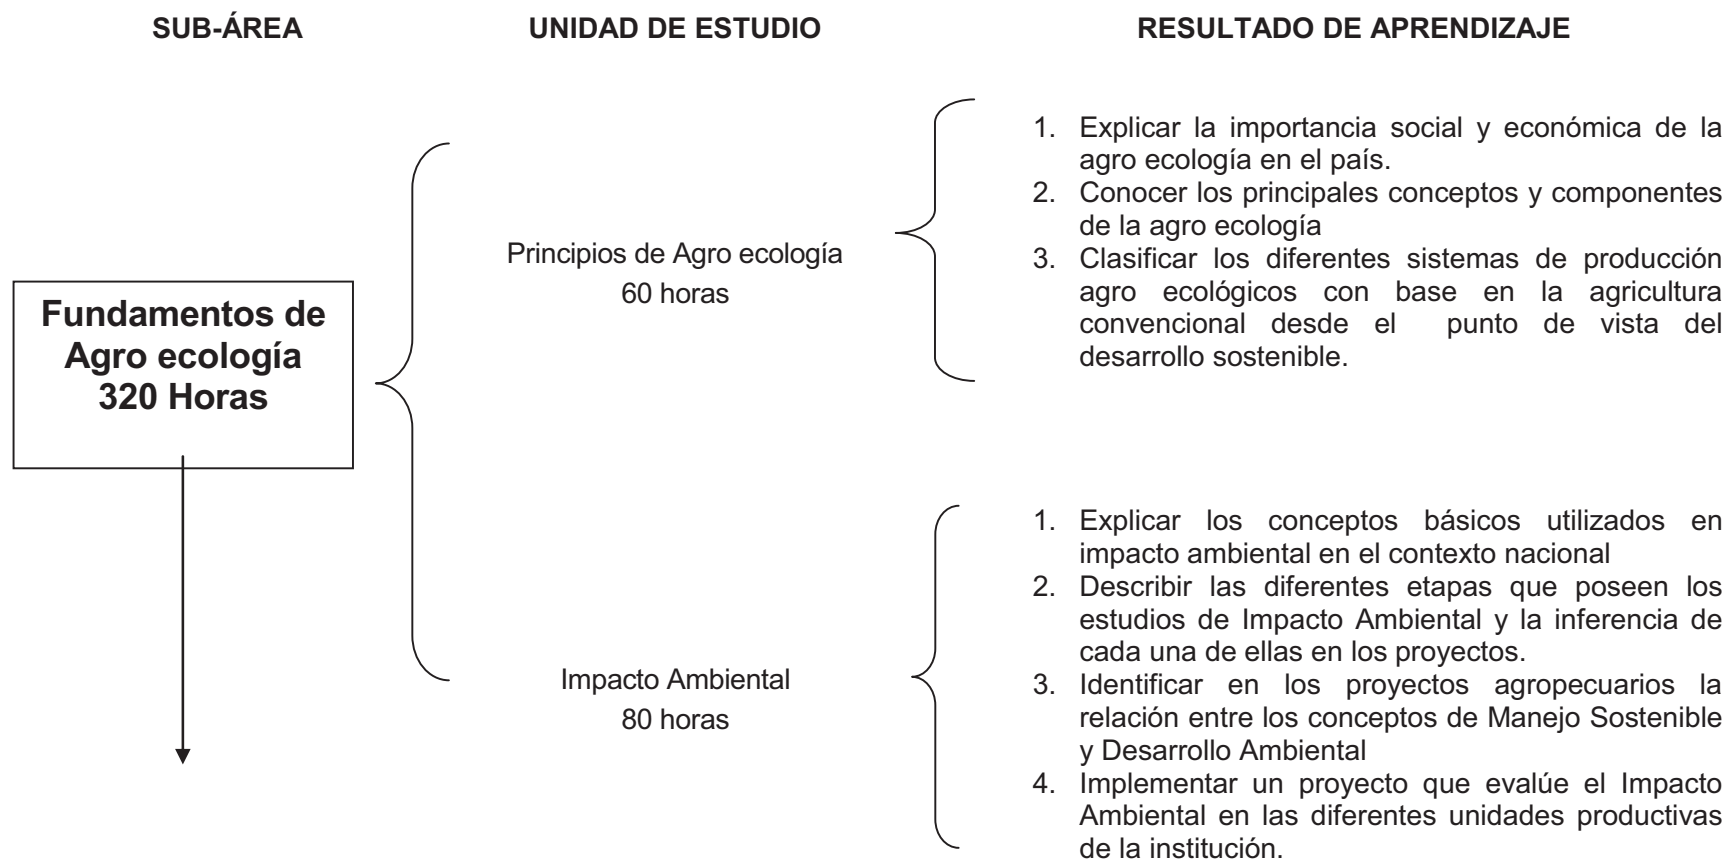 SUB-ÁREA UNIDAD DE ESTUDIO RESULTADO DE APRENDIZAJE
Fundamentos de
Agro ecología
320 Horas
Principios de Agro ecología
60 horas
1. Explicar la importancia social y económica de la
agro ecología en el país.
2. Conocer los principales conceptos y componentes
de la agro ecología
3. Clasificar los diferentes sistemas de producción
agro ecológicos con base en la agricultura
convencional desde el punto de vista del
desarrollo sostenible.
Impacto Ambiental
80 horas
1. Explicar los conceptos básicos utilizados en
impacto ambiental en el contexto nacional
2. Describir las diferentes etapas que poseen los
estudios de Impacto Ambiental y la inferencia de
cada una de ellas en los proyectos.
3. Identificar en los proyectos agropecuarios la
relación entre los conceptos de Manejo Sostenible
y Desarrollo Ambiental
4. Implementar un proyecto que evalúe el Impacto
Ambiental en las diferentes unidades productivas
de la institución.